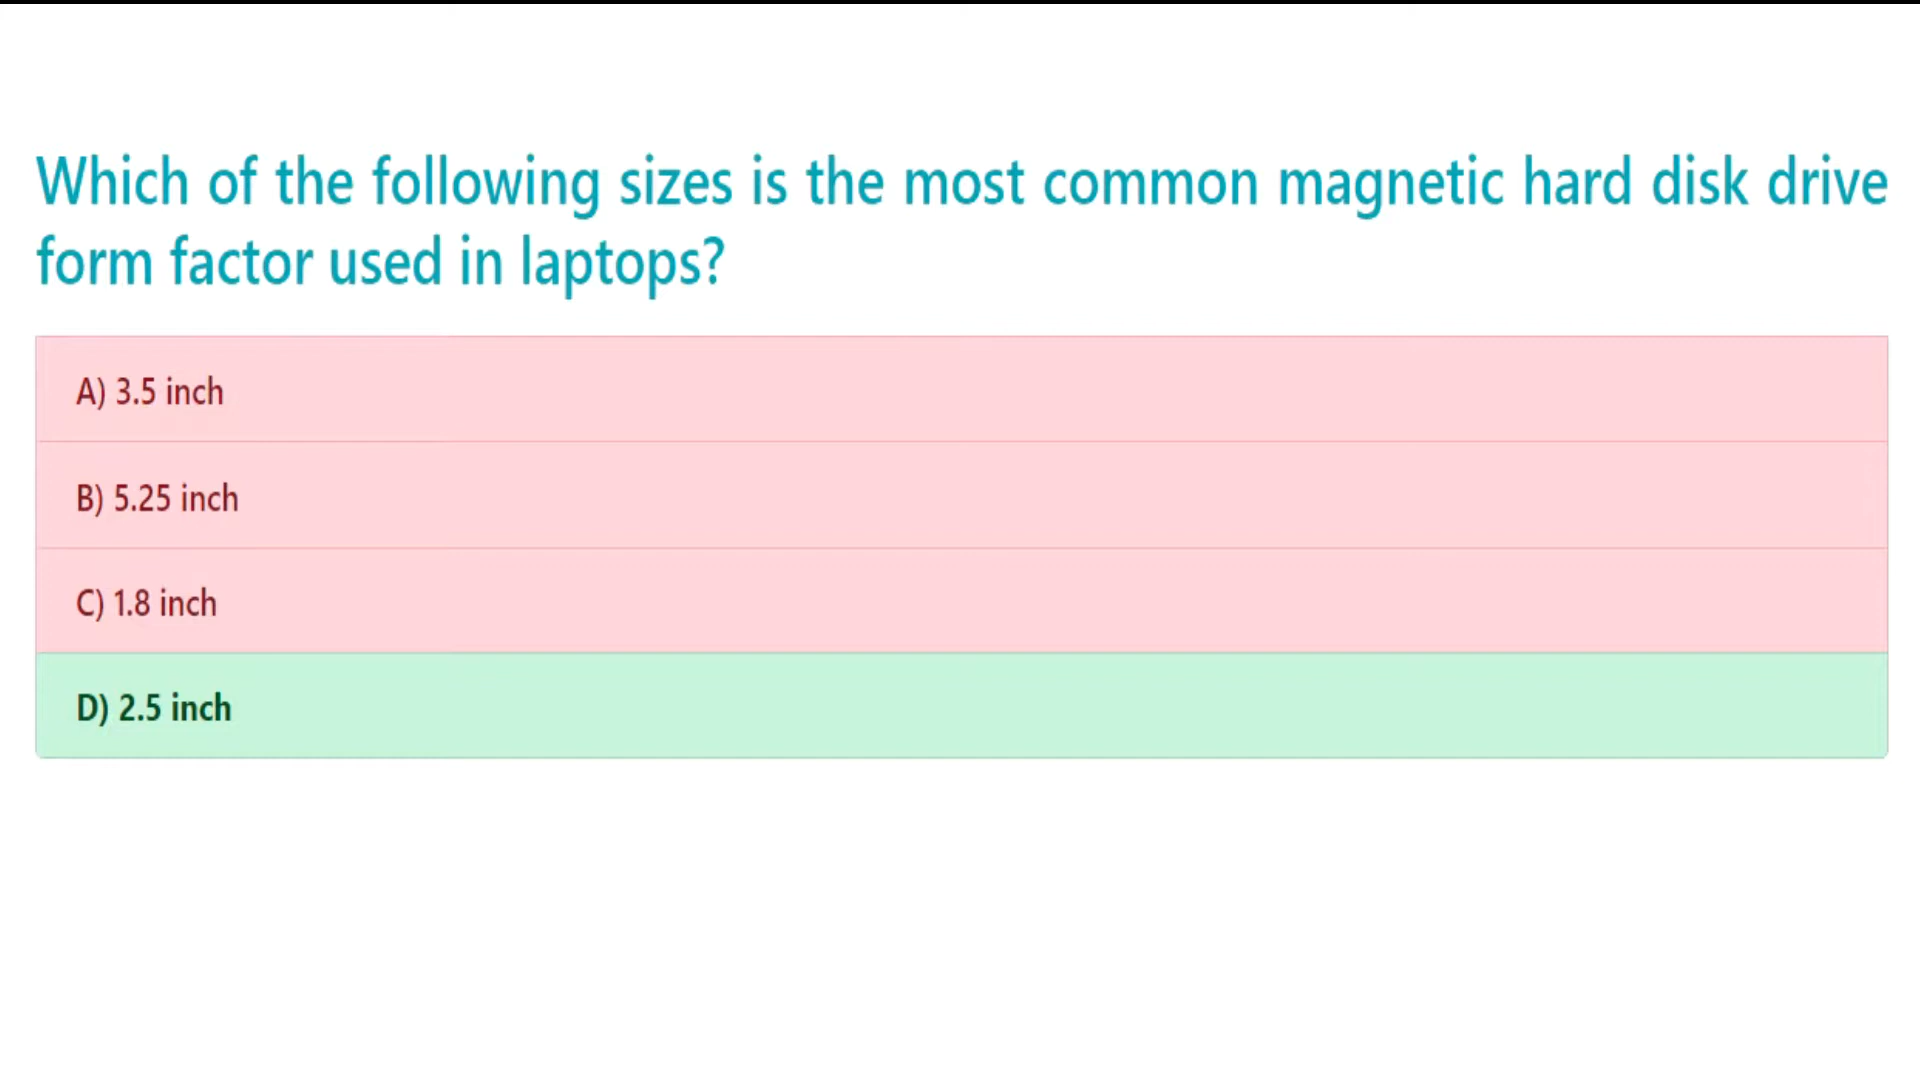 Which of the following sizes is the most common magnetic hard disk drive
form factor used in laptops?
A) 3.5 inch
B) 5.25 inch
C) 1.8 inch
D) 2.5 inch